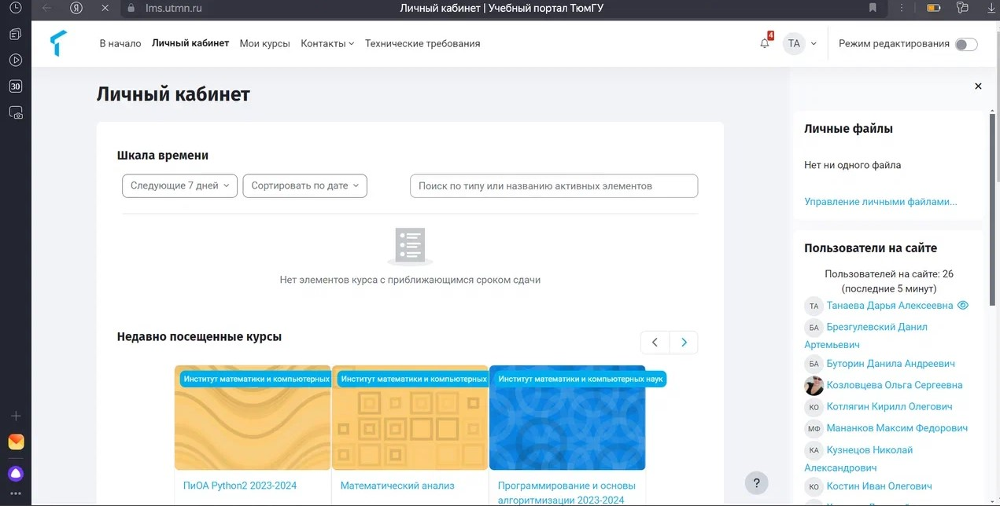 lms.utmn.ru
Личный кабинет | Учебный портал ТюмГУ
В начало Личный кабинет Мои курсы Контакты Технические требования
4
ТА
Режим редактирования
30
Личный кабинет
Шкала времени
Следующие 7 дней
Сортировать по дате
Поиск по типу или названию активных элементов
Нет элементов курса с приближающимся сроком сдачи
Недавно посещенные курсы
Институт математики и компьютерных
Институт математики и компьютерных
Институт математики и компьютерных наук
ПиОА Python2 2023-2024
Математический анализ
Программирование и основы
алгоритмизации 2023-2024
?
Личные файлы
Нет ни одного файла
Управление личными файлами...
Пользователи на сайте
Пользователей на сайте: 26
(последние 5 минут)
ТА Танаева Дарья Алексеевна
БА Брезгулевский Данил
Артемьевич
БА Буторин Данила Андреевич
Козловцева Ольга Сергеевна
КО Котлягин Кирилл Олегович
МФ Мананков Максим Федорович
КА Кузнецов Николай
Александрович
КО Костин Иван Олегович